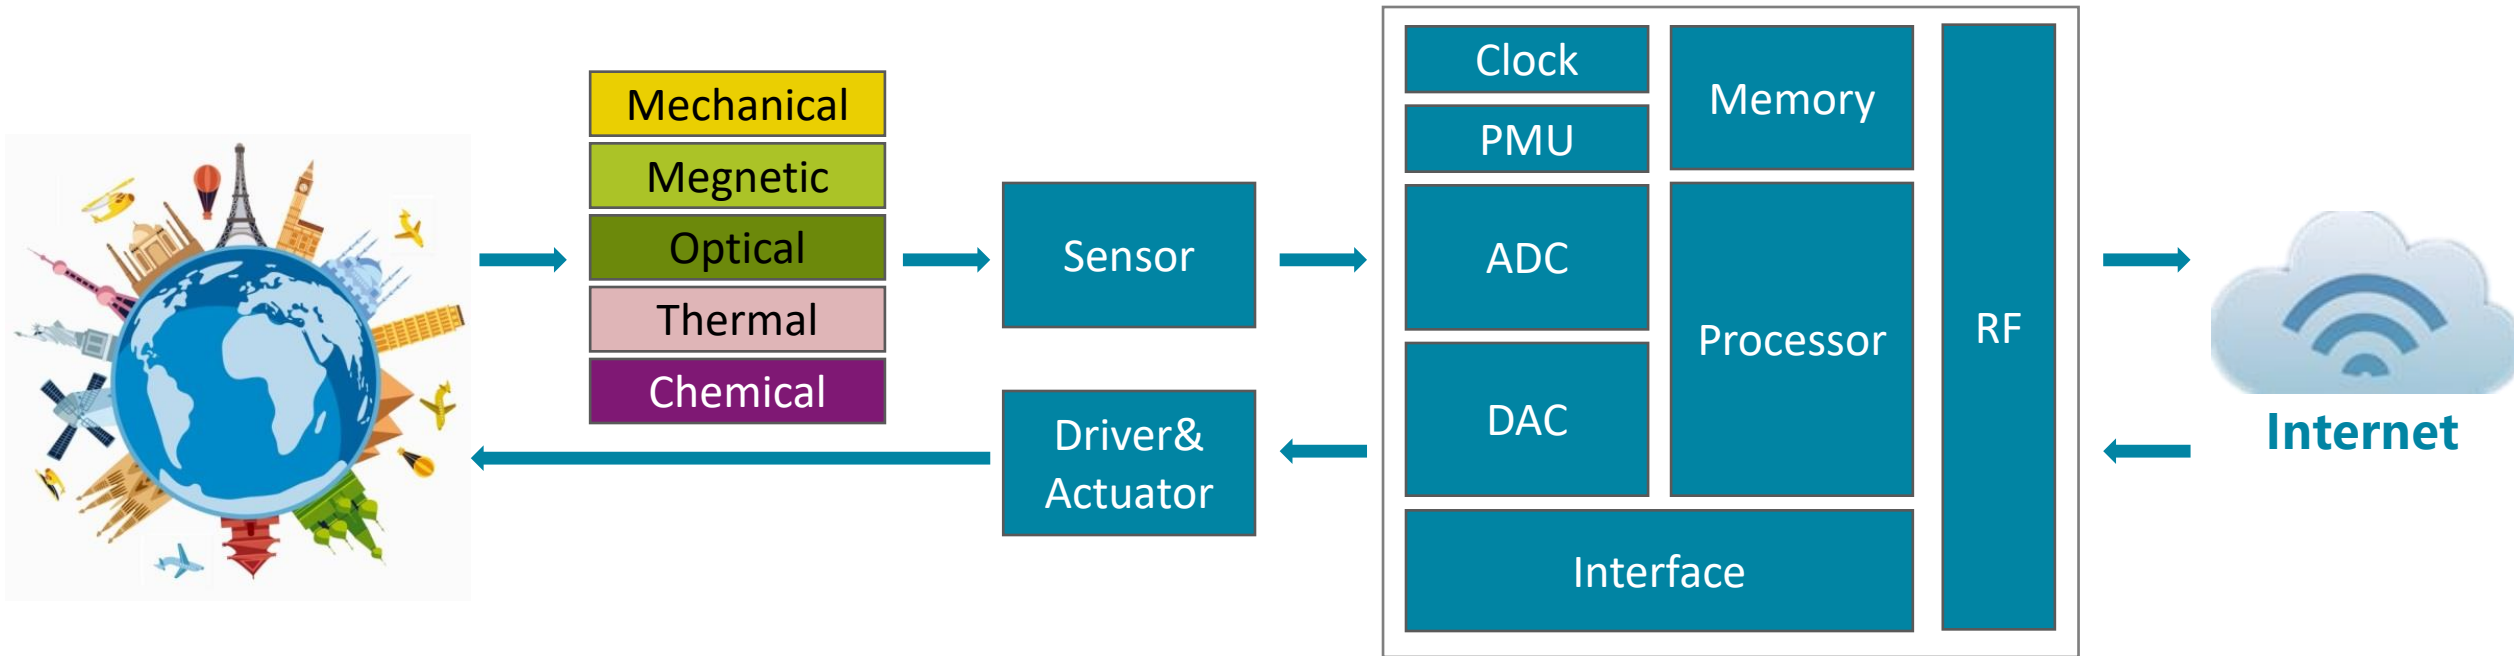 Mechanical
Megnetic
Optical
Thermal
Chemical
Sensor
Driver&
Actuator
Clock
PMU
ADC
DAC
Memory
Processor
Interface
RF
Internet